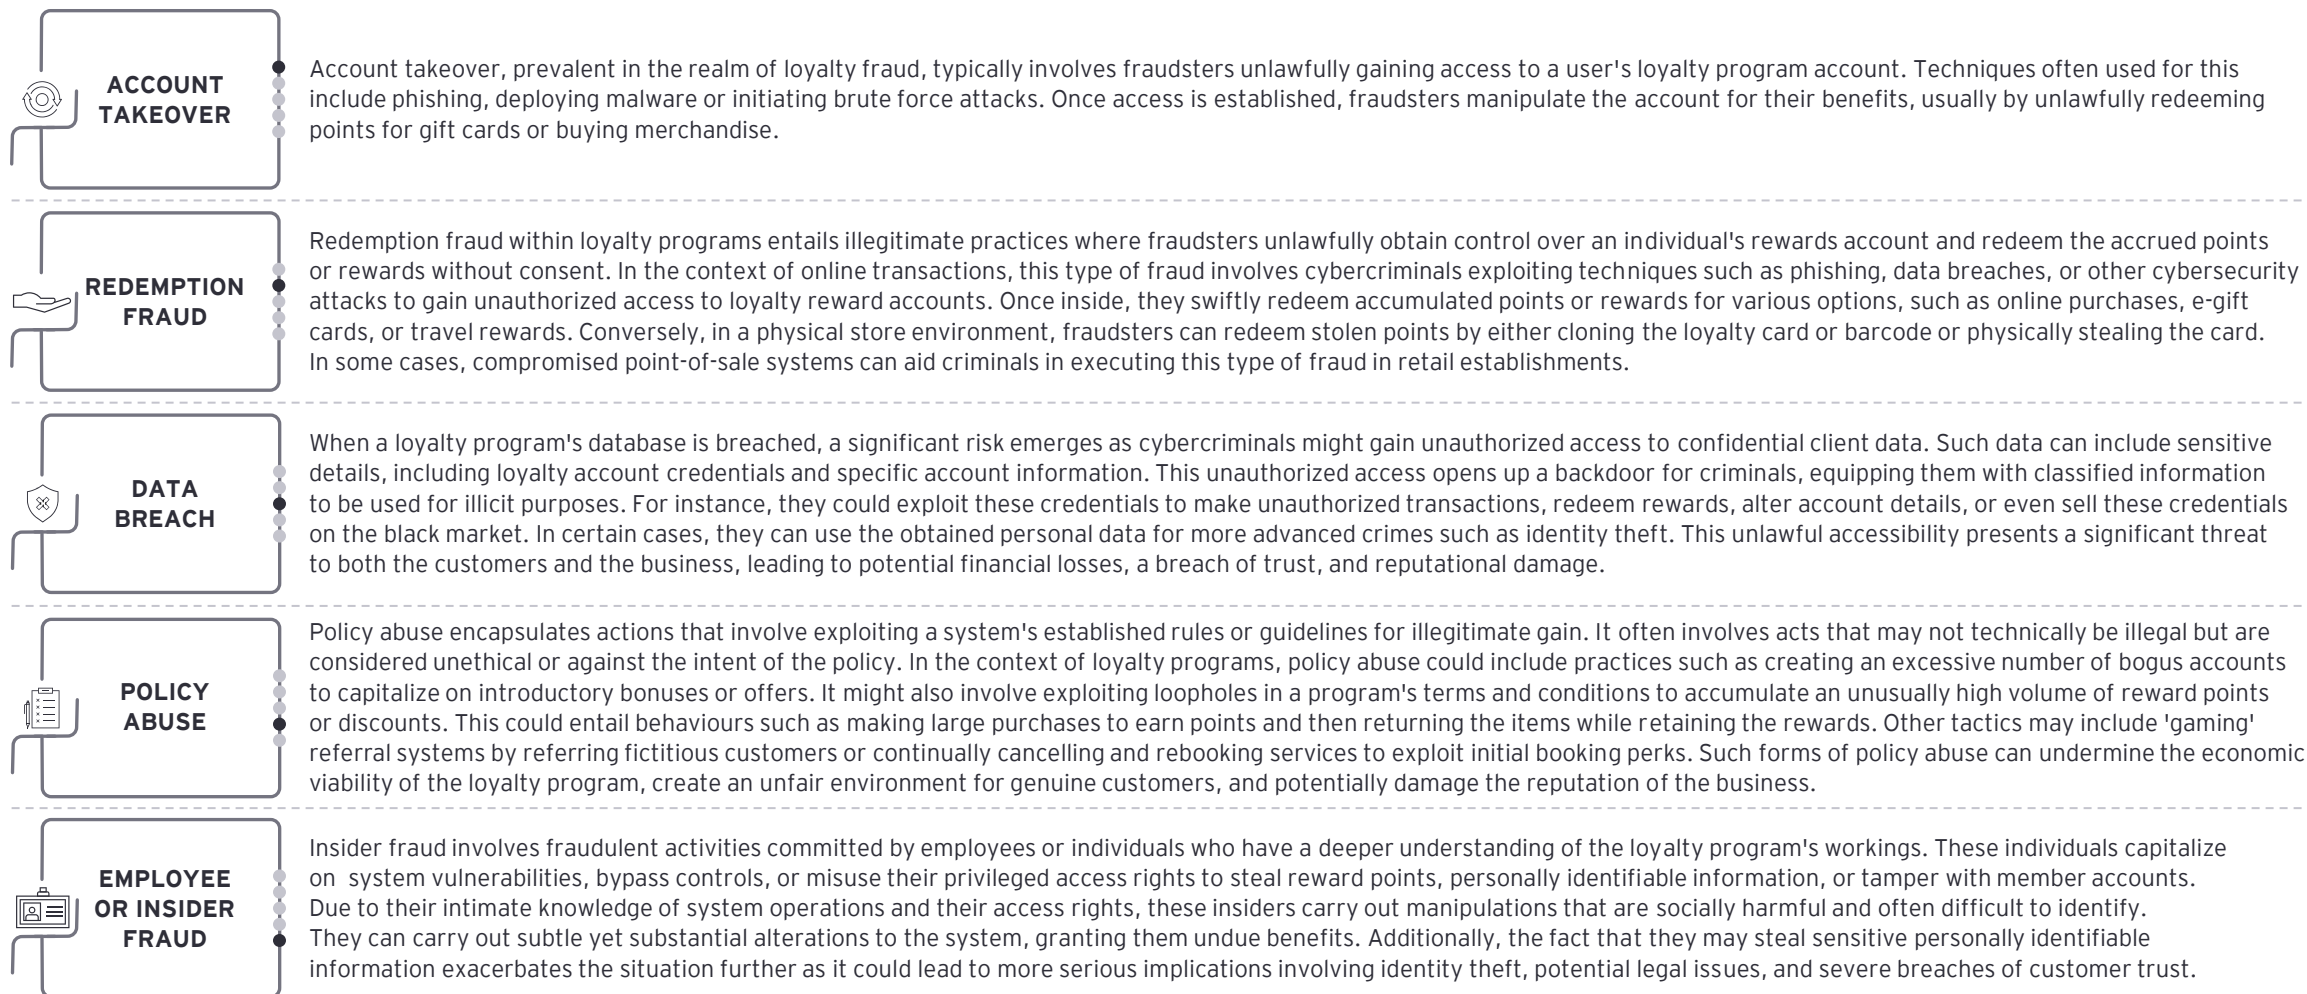 ACCOUNT
TAKEOVER
Account takeover, prevalent in the realm of loyalty fraud, typically involves fraudsters unlawfully gaining access to a user's loyalty program account. Techniques often used for this
include phishing, deploying malware or initiating brute force attacks. Once access is established, fraudsters manipulate the account for their benefits, usually by unlawfully redeeming
points for gift cards or buying merchandise.
REDEMPTION
FRAUD
Redemption fraud within loyalty programs entails illegitimate practices where fraudsters unlawfully obtain control over an individual's rewards account and redeem the accrued points
or rewards without consent. In the context of online transactions, this type of fraud involves cybercriminals exploiting techniques such as phishing, data breaches, or other cybersecurity
attacks to gain unauthorized access to loyalty reward accounts. Once inside, they swiftly redeem accumulated points or rewards for various options, such as online purchases, e-gift
cards, or travel rewards. Conversely, in a physical store environment, fraudsters can redeem stolen points by either cloning the loyalty card or barcode or physically stealing the card.
In some cases, compromised point-of-sale systems can aid criminals in executing this type of fraud in retail establishments.
DATA
BREACH
When a loyalty program's database is breached, a significant risk emerges as cybercriminals might gain unauthorized access to confidential client data. Such data can include sensitive
details, including loyalty account credentials and specific account information. This unauthorized access opens up a backdoor for criminals, equipping them with classified information
to be used for illicit purposes. For instance, they could exploit these credentials to make unauthorized transactions, redeem rewards, alter account details, or even sell these credentials
on the black market. In certain cases, they can use the obtained personal data for more advanced crimes such as identity theft. This unlawful accessibility presents a significant threat
to both the customers and the business, leading to potential financial losses, a breach of trust, and reputational damage.
POLICY
ABUSE
Policy abuse encapsulates actions that involve exploiting a system's established rules or guidelines for illegitimate gain. It often involves acts that may not technically be illegal but are
considered unethical or against the intent of the policy. In the context of loyalty programs, policy abuse could include practices such as creating an excessive number of bogus accounts
to capitalize on introductory bonuses or offers. It might also involve exploiting loopholes in a program's terms and conditions to accumulate an unusually high volume of reward points
or discounts. This could entail behaviours such as making large purchases to earn points and then returning the items while retaining the rewards. Other tactics may include 'gaming'
referral systems by referring fictitious customers or continually cancelling and rebooking services to exploit initial booking perks. Such forms of policy abuse can undermine the economic
viability of the loyalty program, create an unfair environment for genuine customers, and potentially damage the reputation of the business.
EMPLOYEE
OR INSIDER
FRAUD
Insider fraud involves fraudulent activities committed by employees or individuals who have a deeper understanding of the loyalty program's workings. These individuals capitalize
on system vulnerabilities, bypass controls, or misuse their privileged access rights to steal reward points, personally identifiable information, or tamper with member accounts.
Due to their intimate knowledge of system operations and their access rights, these insiders carry out manipulations that are socially harmful and often difficult to identify.
They can carry out subtle yet substantial alterations to the system, granting them undue benefits. Additionally, the fact that they may steal sensitive personally identifiable
information exacerbates the situation further as it could lead to more serious implications involving identity theft, potential legal issues, and severe breaches of customer trust.